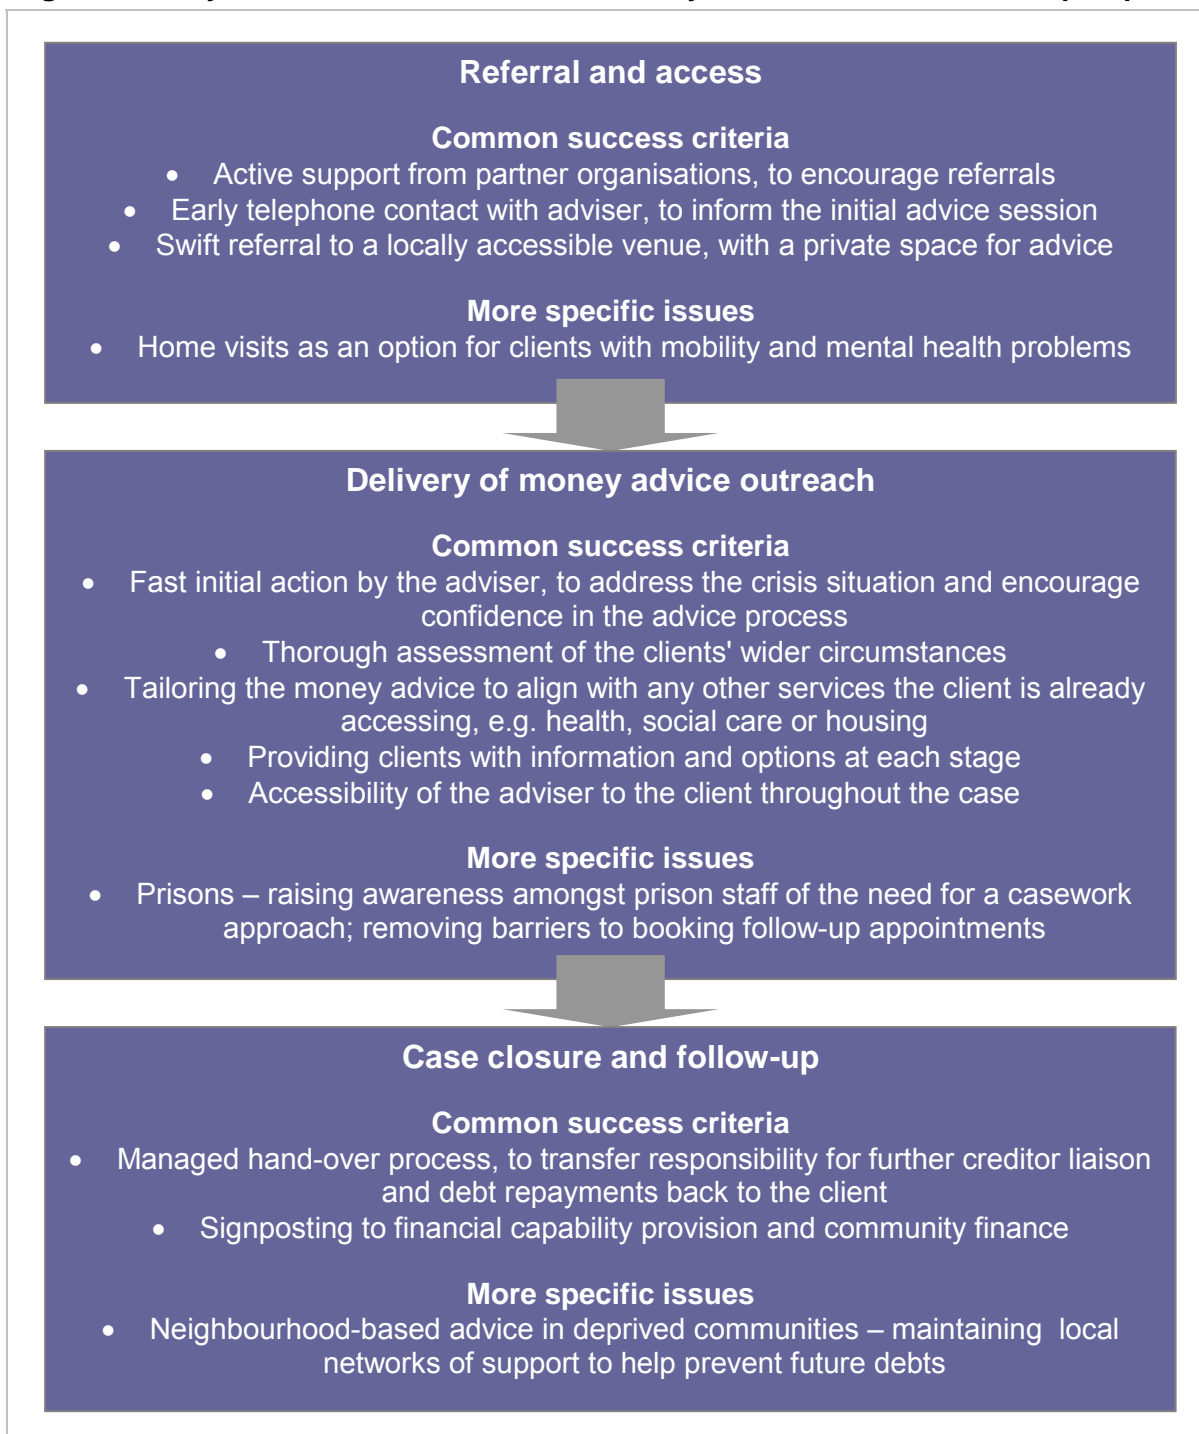 Referral and access
Common success criteria
• Active support from partner organisations, to encourage referrals
• Early telephone contact with adviser, to inform the initial advice session
• Swift referral to a locally accessible venue, with a private space for advice
More specific issues
• Home visits as an option for clients with mobility and mental health problems
Delivery of money advice outreach
Common success criteria
• Fast initial action by the adviser, to address the crisis situation and encourage
confidence in the advice process
• Thorough assessment of the clients' wider circumstances
• Tailoring the money advice to align with any other services the client is already
accessing, e.g. health, social care or housing
• Providing clients with information and options at each stage
• Accessibility of the adviser to the client throughout the case
More specific issues
• Prisons – raising awareness amongst prison staff of the need for a casework
approach; removing barriers to booking follow-up appointments
Case closure and follow-up
Common success criteria
• Managed hand-over process, to transfer responsibility for further creditor liaison
and debt repayments back to the client
• Signposting to financial capability provision and community finance
More specific issues
• Neighbourhood-based advice in deprived communities – maintaining local
networks of support to help prevent future debts